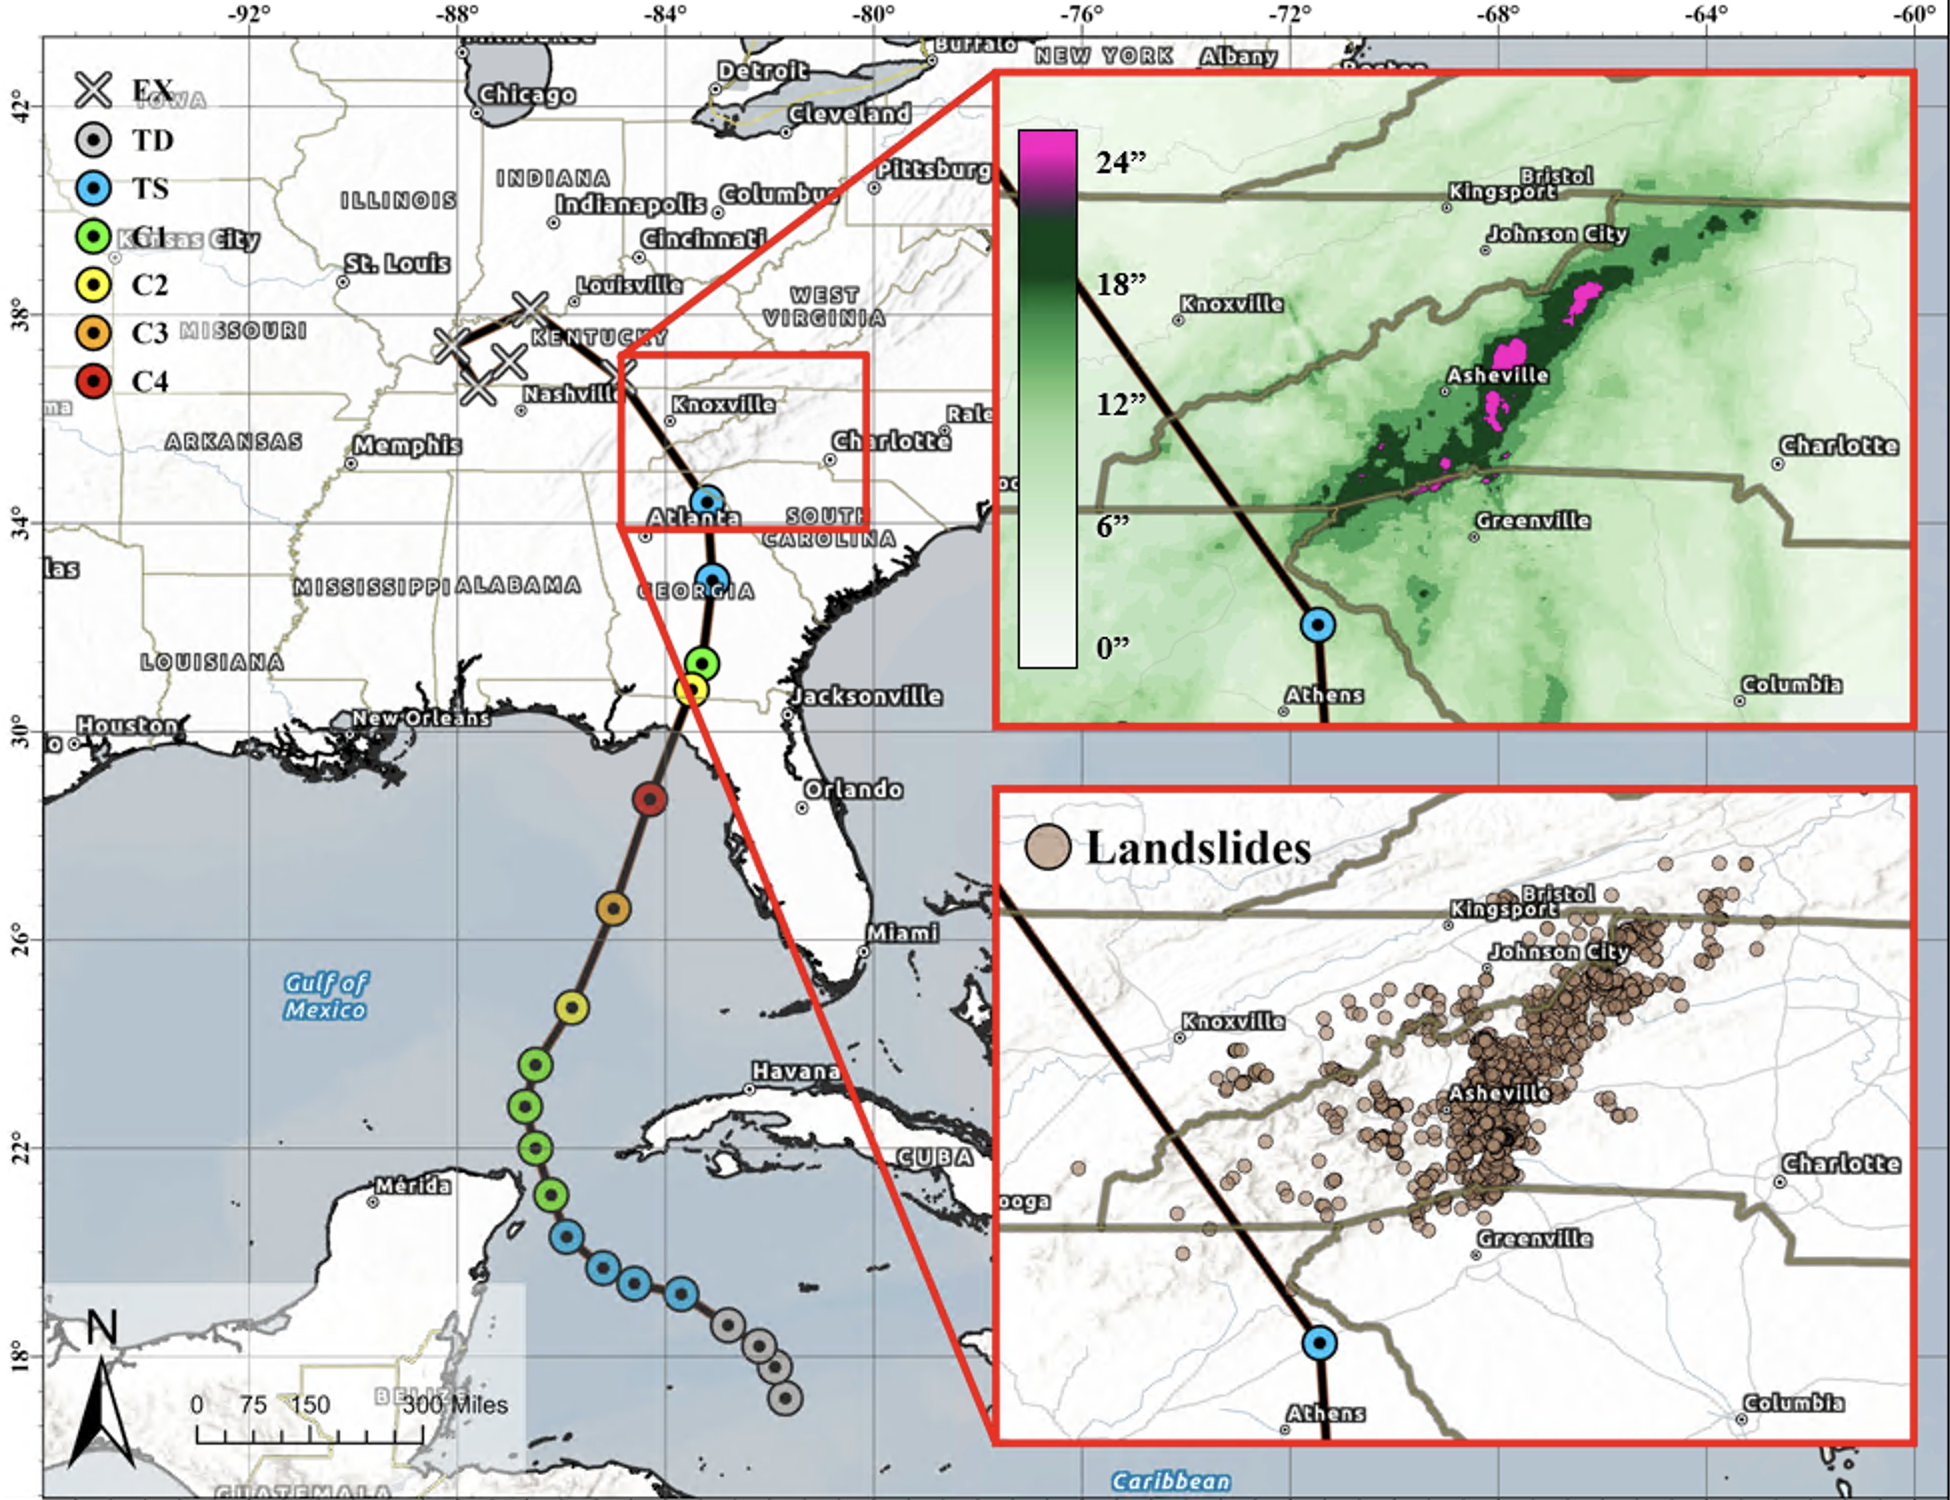 -92°
-88°
-84°
-80°
-76°
-72°
-68°
-64°
-60°
42°
38°
34°
30°
26°
22°
18°
EX
TD
TS
C1
C2
C3
C4
IOWA
Chicago
Detroit
Buffalo
NEW YORK
Albany
Cleveland
Pittsburg
INDIANA
ILLINOIS
Indianapolis
Columbus
Kansas City
Cincinnati
St. Louis
Louisville
WEST
VIRGINIA
MISSOURI
KENTUCKY
Nashville
Knoxville
Rale
ma
ARKANSAS
Memphis
Charlotte
Atlanta
SOUTH
CAROLINA
las
MISSISSIPPI
ALABAMA
GEORGIA
LOUISIANA
Jacksonville
Houston
New Orleans
Orlando
Miami
Gulf of
Mexico
Havana
CUBA
Mérida
BELIZE
GUATEMALA
Caribbean
N
0 75 150 300 Miles
24”
18”
12”
6”
0”
Bristol
Kingsport
Johnson City
Knoxville
Asheville
Charlotte
Greenville
Athens
Columbia
Landslides
Bristol
Kingsport
Johnson City
Knoxville
Asheville
Charlotte
ooga
Greenville
Athens
Columbia